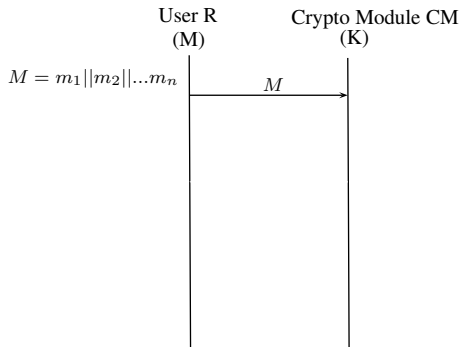 User R
(M)
Crypto Module CM
(K)
M = m₁||m₂||...mₙ
M